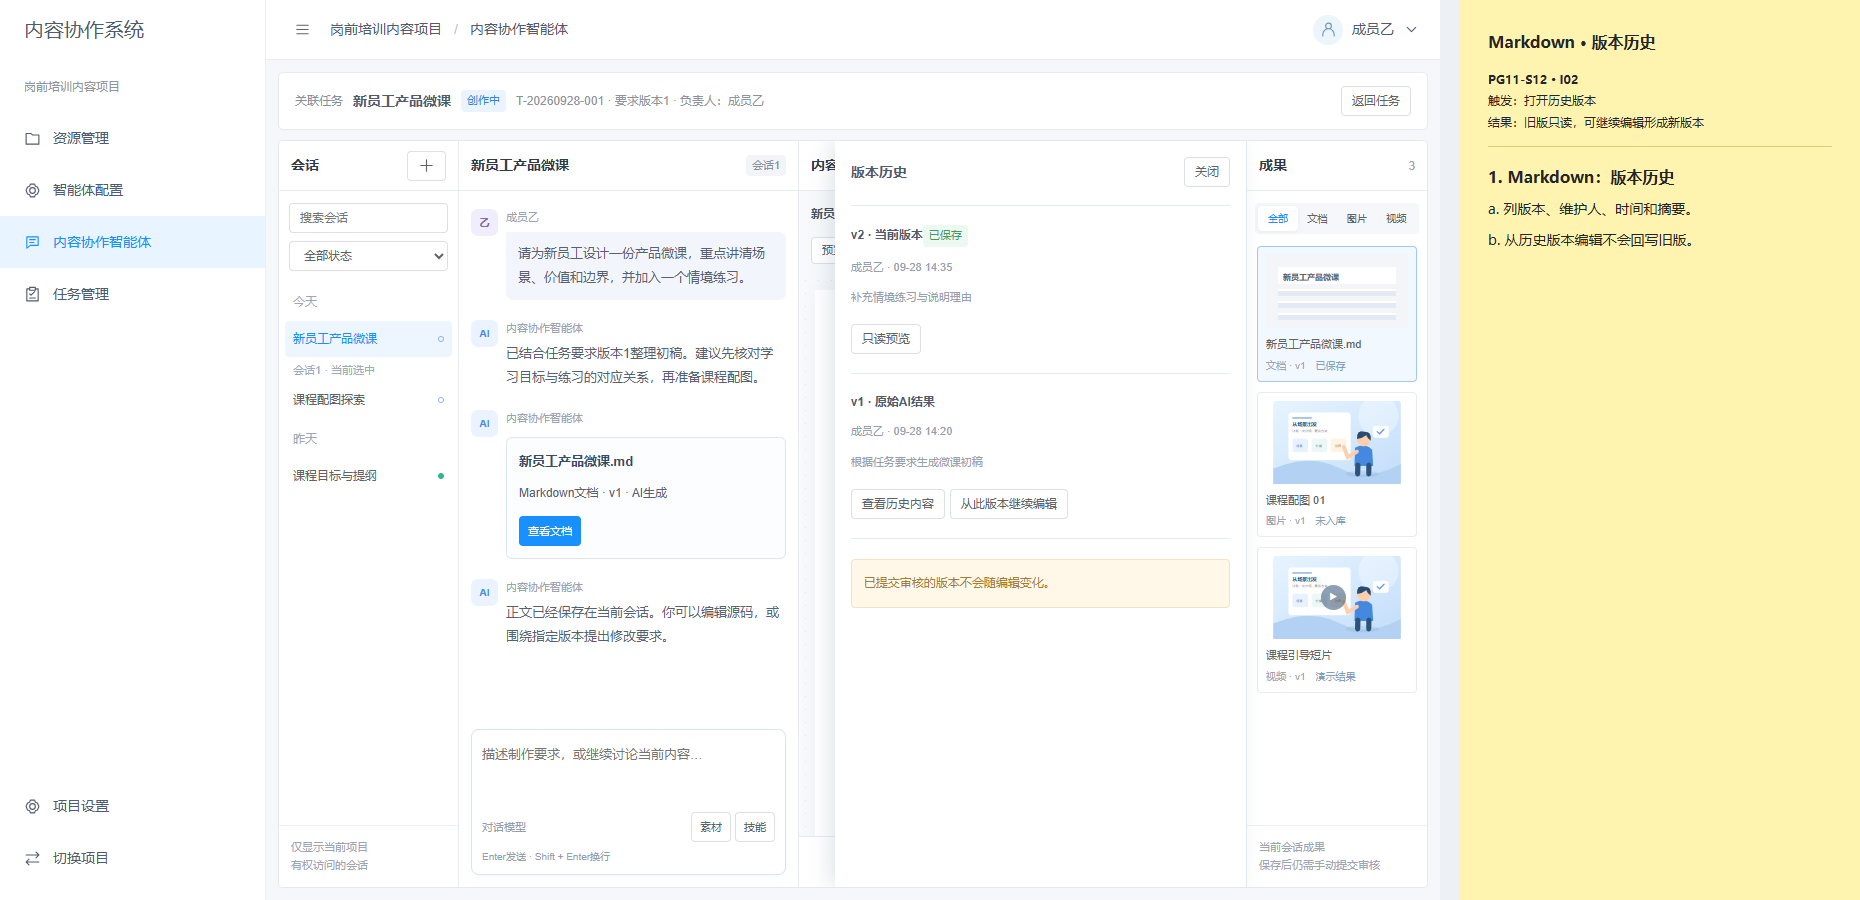 内容协作系统
岗前培训内容项目
资源管理
智能体配置
内容协作智能体
任务管理
项目设置
切换项目
岗前培训内容项目 / 内容协作智能体
成员乙
关联任务 新员工产品微课 创作中 T-20260928-001 · 要求版本1 · 负责人：成员乙
返回任务
会话
搜索会话
全部状态
今天
新员工产品微课
会话1 · 当前选中
课程配图探索
昨天
课程目标与提纲
仅显示当前项目
有权访问的会话
新员工产品微课 会话1
乙 成员乙
请为新员工设计一份产品微课，重点讲清场
景、价值和边界，并加入一个情境练习。
AI 内容协作智能体
已结合任务要求版本1整理初稿。建议先核对学
习目标与练习的对应关系，再准备课程配图。
AI 内容协作智能体
新员工产品微课.md
Markdown文档 · v1 · AI生成
查看文档
AI 内容协作智能体
正文已经保存在当前会话。你可以编辑源码，或
围绕指定版本提出修改要求。
描述制作要求，或继续讨论当前内容…
对话模型 素材 技能
Enter发送 · Shift + Enter换行
内容
新员
版本历史 关闭
v2 · 当前版本 已保存
成员乙 · 09-28 14:35
补充情境练习与说明理由
只读预览
v1 · 原始AI结果
成员乙 · 09-28 14:20
根据任务要求生成微课初稿
查看历史内容 从此版本继续编辑
已提交审核的版本不会随编辑变化。
成果 3
全部 文档 图片 视频
新员工产品微课
新员工产品微课.md
文档 · v1 已保存
从场景出发
课程配图 01
图片 · v1 未入库
从场景出发
课程引导短片
视频 · v1 演示结果
当前会话成果
保存后仍需手动提交审核
Markdown • 版本历史
PG11-S12 • I02
触发：打开历史版本
结果：旧版只读，可继续编辑形成新版本
1. Markdown：版本历史
a. 列版本、维护人、时间和摘要。
b. 从历史版本编辑不会回写旧版。